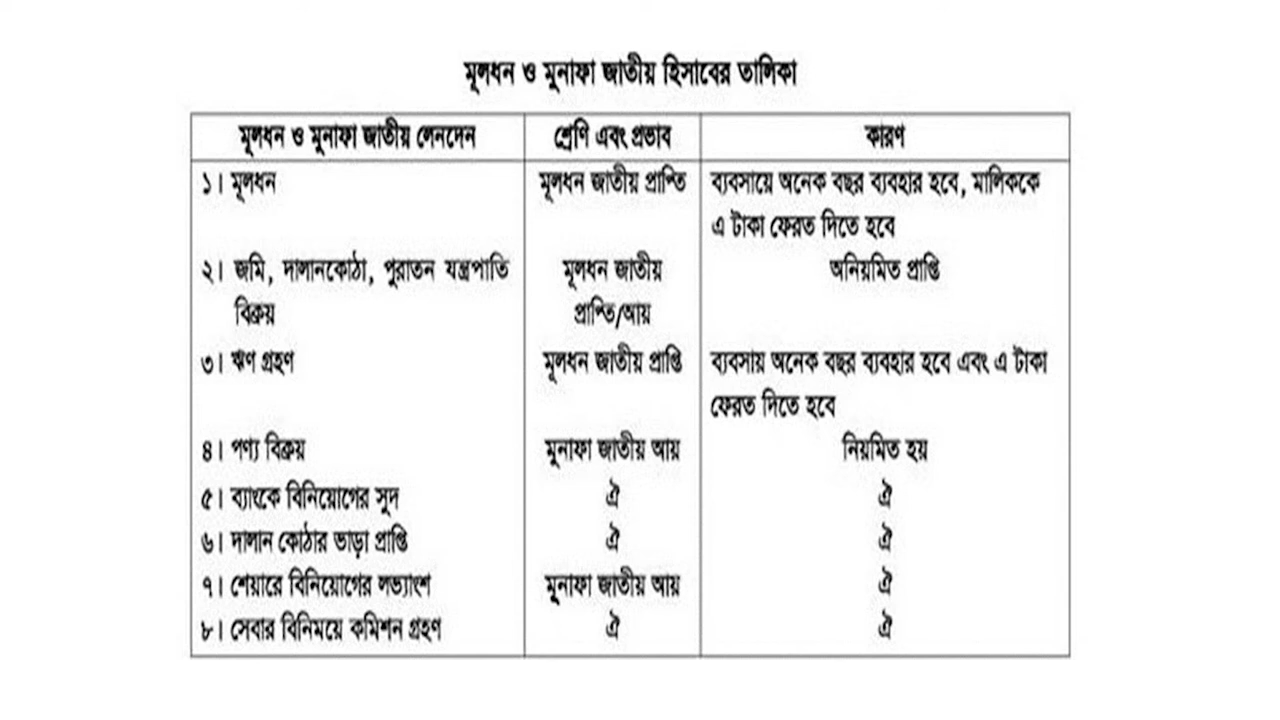 মূলধন ও মুনাফা জাতীয় হিসাবের তালিকা
মূলধন ও মুনাফা জাতীয় লেনদেন শ্রেণি এবং প্রভাব কারণ
১। মূলধন মূলধন জাতীয় প্রাপ্তি ব্যবসায়ে অনেক বছর ব্যবহার হবে, মালিককে
এ টাকা ফেরত দিতে হবে
২। জমি, দালানকোঠা, পুরাতন যন্ত্রপাতি মূলধন জাতীয় অনিয়মিত প্রাপ্তি
বিক্রয় প্রাপ্তি/আয়
৩। ঋণ গ্রহণ মূলধন জাতীয় প্রাপ্তি ব্যবসায় অনেক বছর ব্যবহার হবে এবং এ টাকা
ফেরত দিতে হবে
৪। পণ্য বিক্রয় মুনাফা জাতীয় আয় নিয়মিত হয়
৫। ব্যাংকে বিনিয়োগের সুদ ঐ ঐ
৬। দালান কোঠার ভাড়া প্রাপ্তি ঐ ঐ
৭। শেয়ারে বিনিয়োগের লভ্যাংশ মুনাফা জাতীয় আয় ঐ
৮। সেবার বিনিময়ে কমিশন গ্রহণ ঐ ঐ